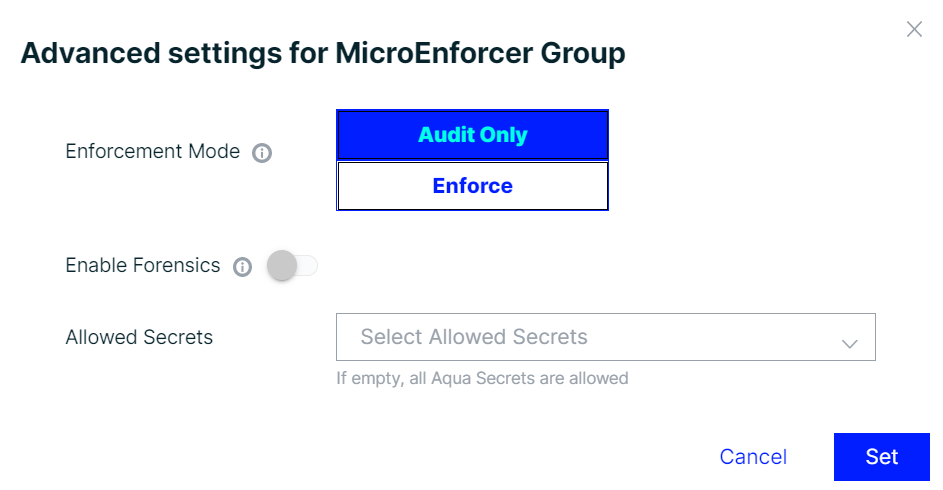 Advanced settings for MicroEnforcer Group
Enforcement Mode
Audit Only
Enforce
Enable Forensics
Allowed Secrets
Select Allowed Secrets
If empty, all Aqua Secrets are allowed
Cancel
Set